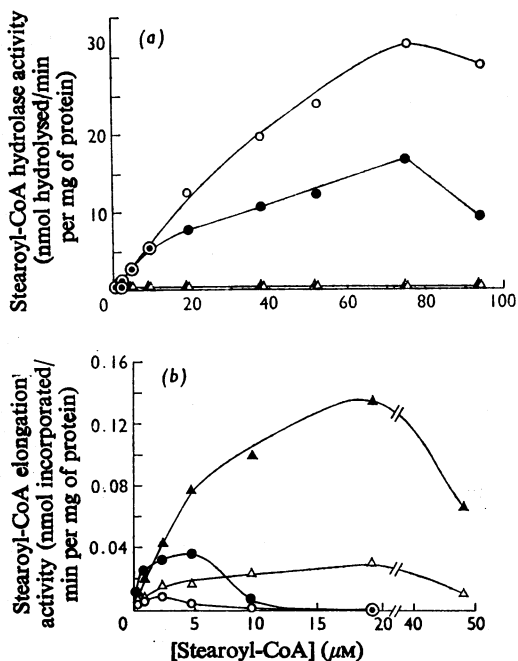 (a)
Stearoyl-CoA hydrolase activity
(nmol hydrolysed/min
per mg of protein)
30
20
10
0 20 40 60 80 100
(b)
Stearoyl-CoA elongation
activity (nmol incorporated/
min per mg of protein)
0.16
0.12
0.08
0.04
0 5 10 15 20 40 50
[Stearoyl-CoA] (μM)